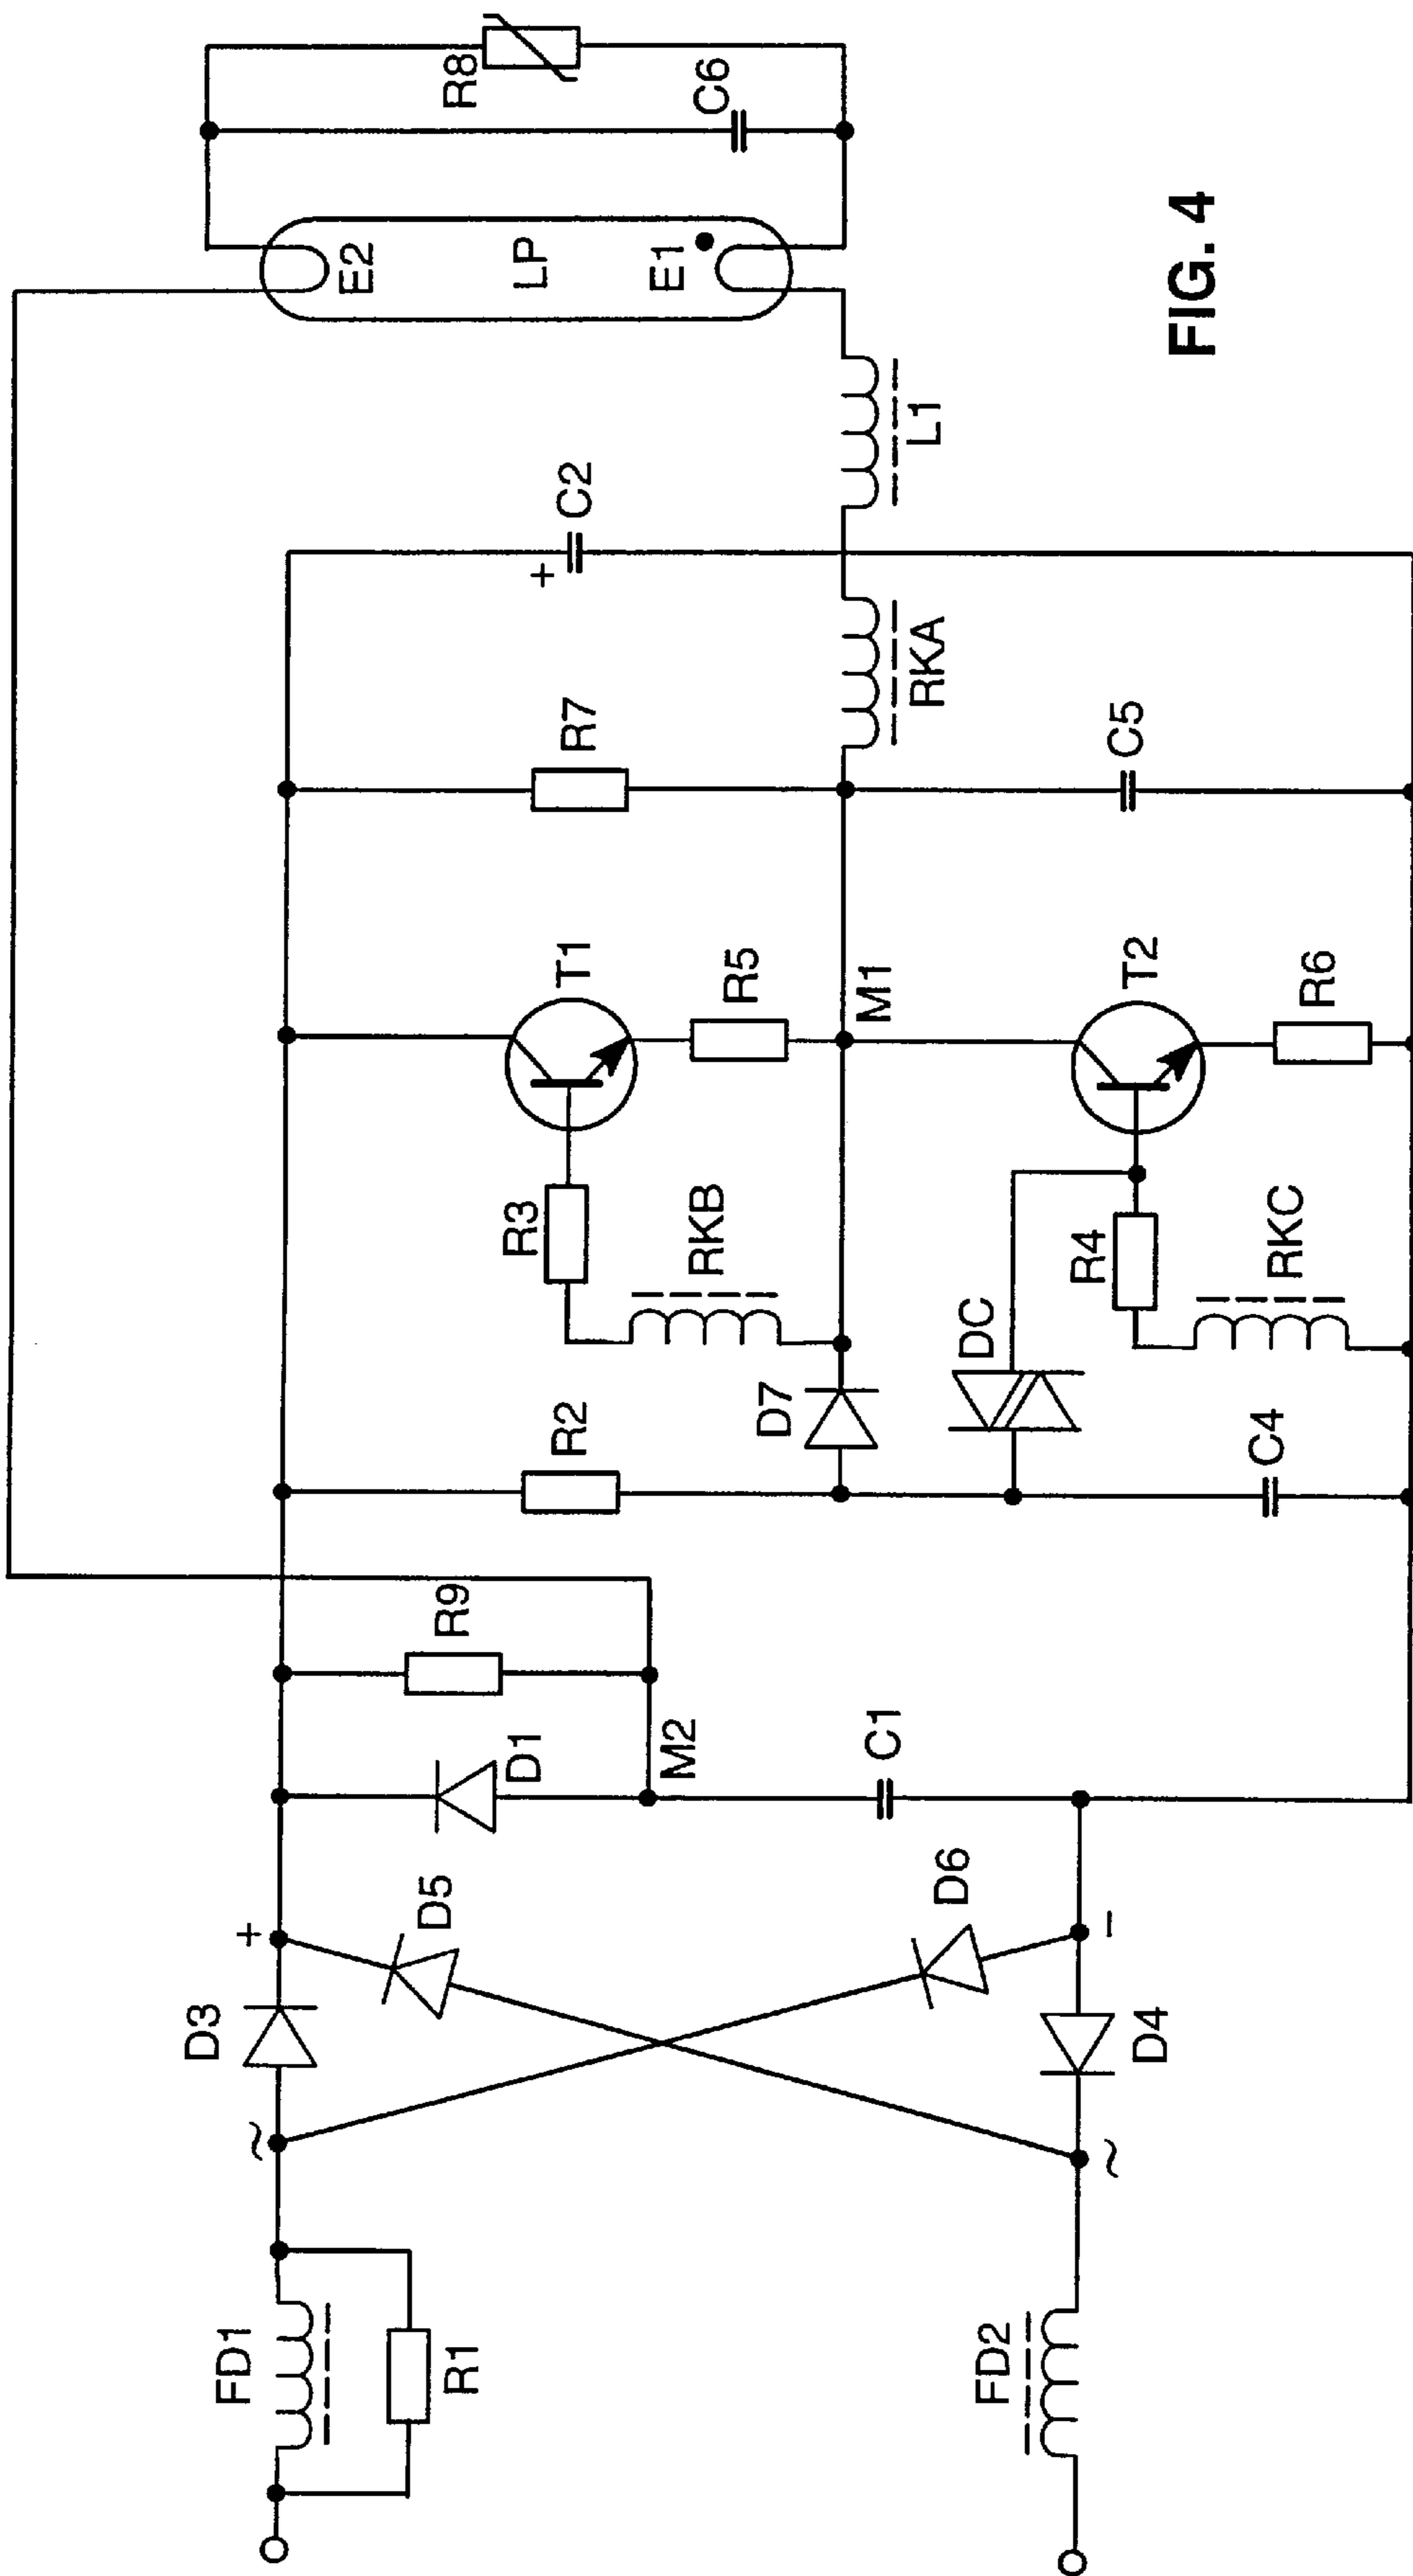 FD1
R1
FD2
~
~
D3
D4
+
−
D5
D6
D1
M2
C1
R9
R2
D7
DC
C4
R3
RKB
R4
RKC
T1
R5
M1
T2
R6
R7
C5
RKA
+
C2
L1
E2
LP
E1
R8
C6
FIG. 4